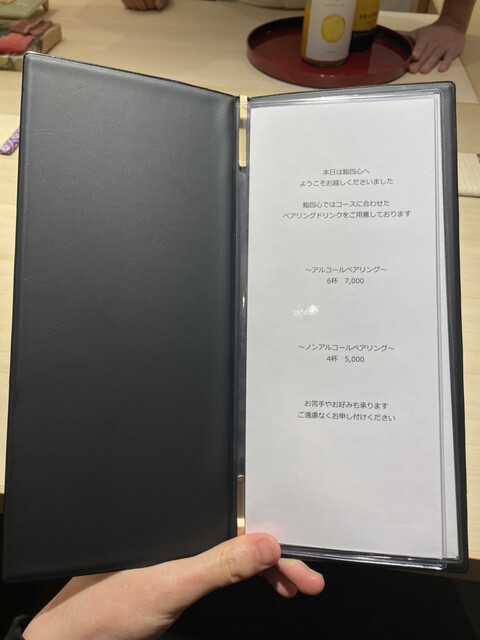 本日は鮨四心へ
ようこそお越しくださいました
鮨四心ではコースに合わせた
ペアリングドリンクをご用意しております
～アルコールペアリング～
6杯　7,000
～ノンアルコールペアリング～
4杯　5,000
お苦手やお好みも承ります
ご遠慮なくお申し付けください